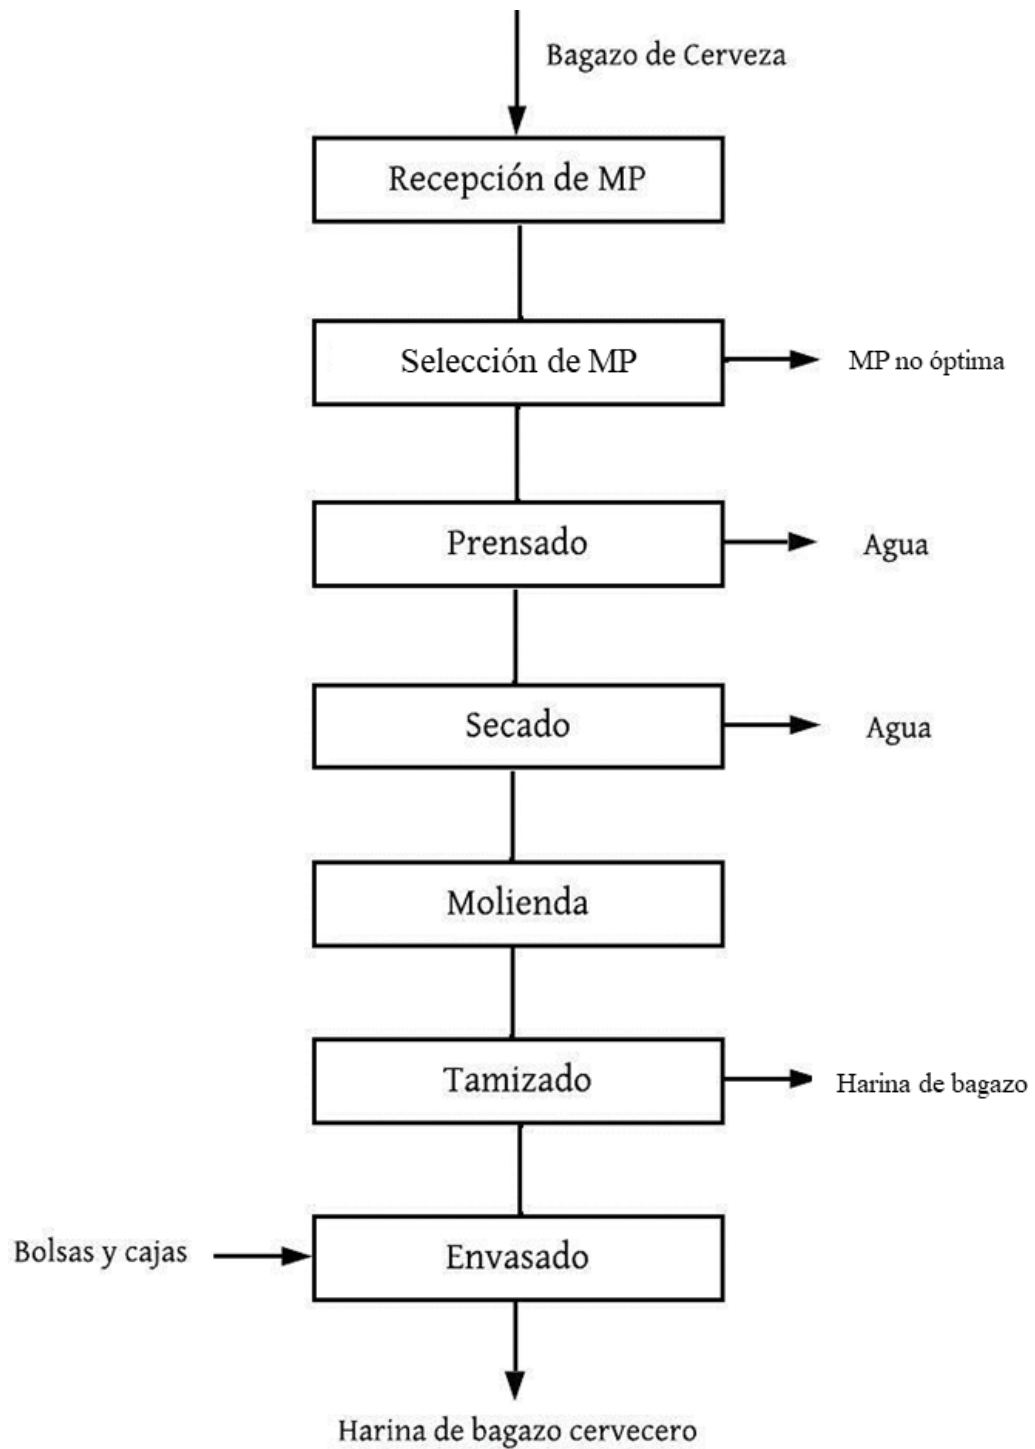 Bagazo de Cerveza
Recepción de MP
Selección de MP
MP no óptima
Prensado
Agua
Secado
Agua
Molienda
Tamizado
Harina de bagazo
Bolsas y cajas
Envasado
Harina de bagazo cervecero